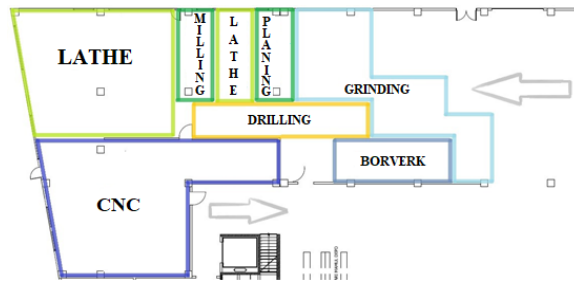 LATHE
MILLING
LATHE
PLANING
GRINDING
DRILLING
BORVERK
CNC